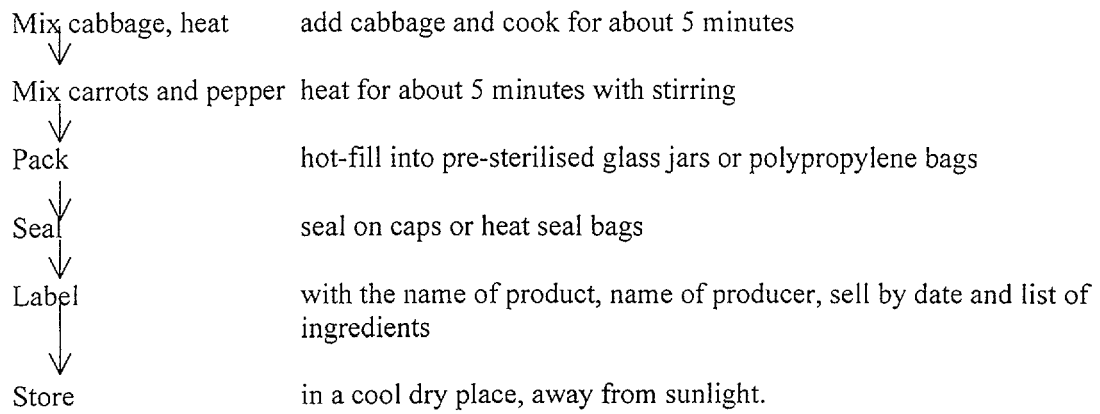 Mix cabbage, heat add cabbage and cook for about 5 minutes
Mix carrots and pepper heat for about 5 minutes with stirring
Pack hot-fill into pre-sterilised glass jars or polypropylene bags
Seal seal on caps or heat seal bags
Label with the name of product, name of producer, sell by date and list of
ingredients
Store in a cool dry place, away from sunlight.